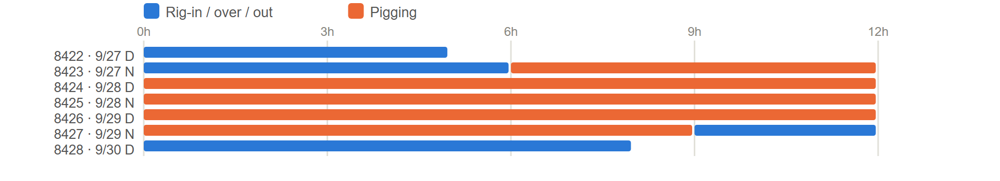 Rig-in / over / out Pigging
0h 3h 6h 9h 12h
8422 · 9/27 D
8423 · 9/27 N
8424 · 9/28 D
8425 · 9/28 N
8426 · 9/29 D
8427 · 9/29 N
8428 · 9/30 D